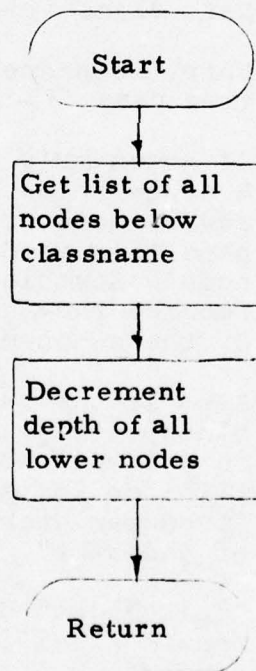 Start
Get list of all
nodes below
classname
Decrement
depth of all
lower nodes
Return